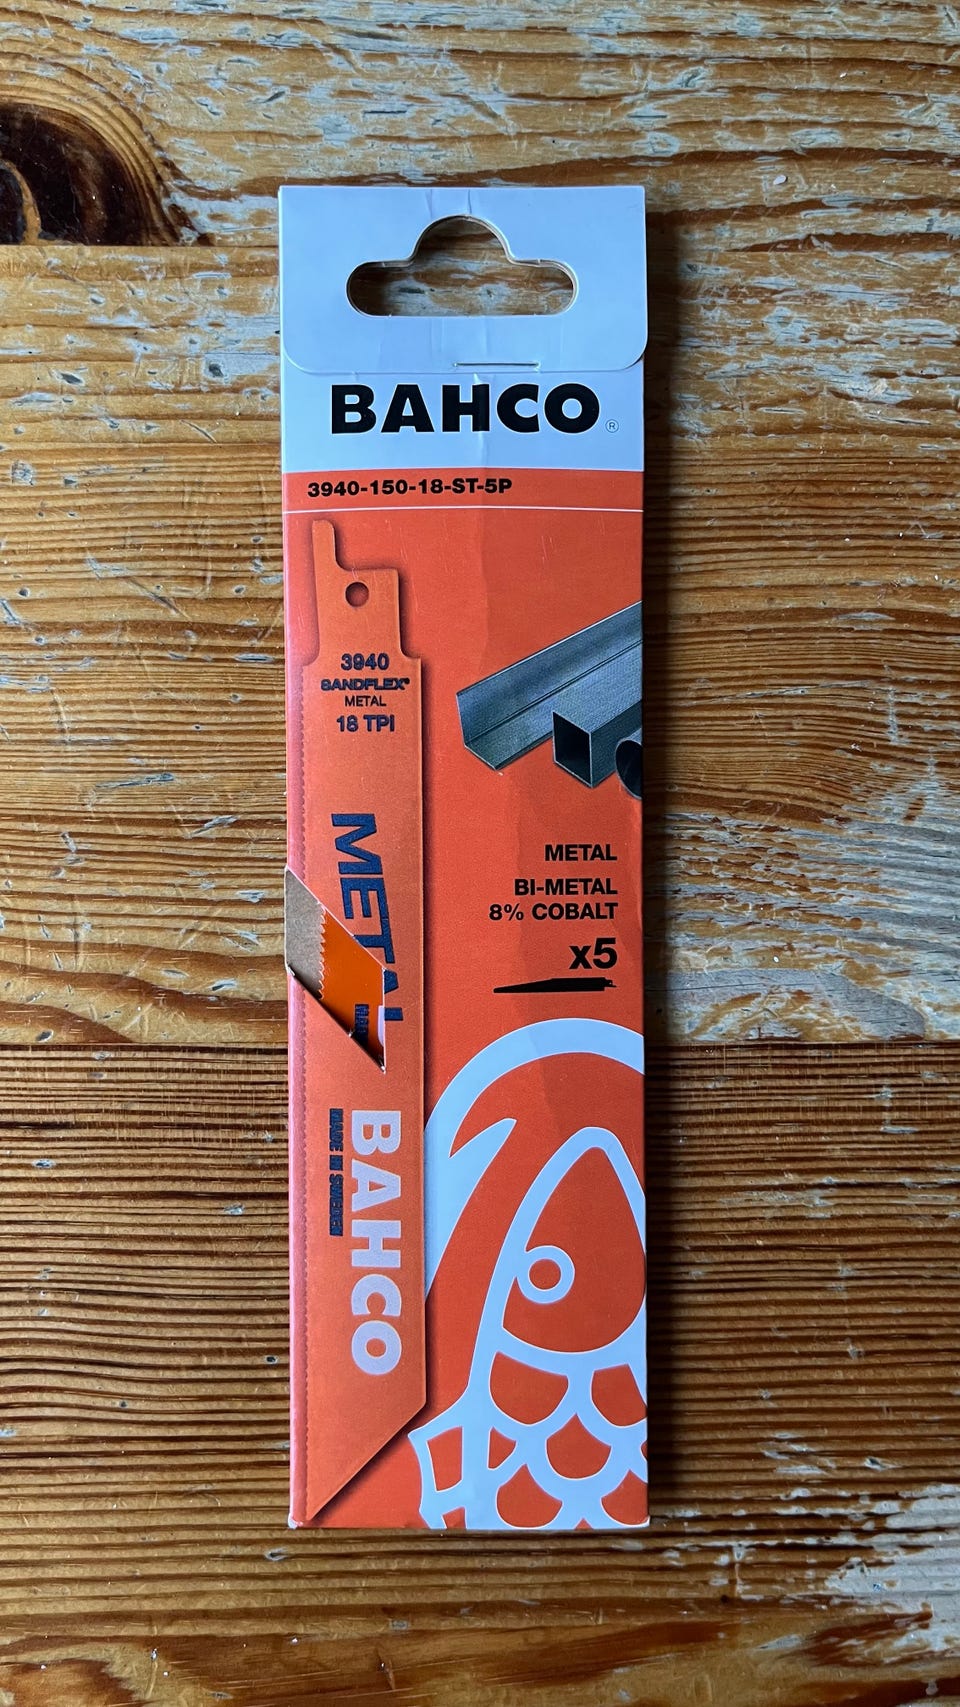 BAHCO®
3940-150-18-ST-5P
3940
SANDFLEX®
METAL
18 TPI
METAL
METAL
BI-METAL
8% COBALT
x5
BAHCO
MADE IN SWEDEN